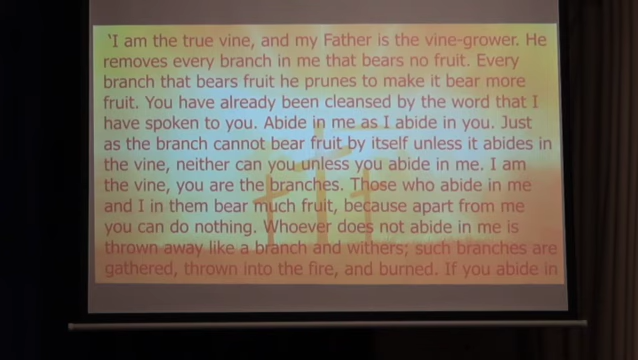 ‘I am the true vine, and my Father is the vine-grower. He
removes every branch in me that bears no fruit. Every
branch that bears fruit he prunes to make it bear more
fruit. You have already been cleansed by the word that I
have spoken to you. Abide in me as I abide in you. Just
as the branch cannot bear fruit by itself unless it abides in
the vine, neither can you unless you abide in me. I am
the vine, you are the branches. Those who abide in me
and I in them bear much fruit, because apart from me
you can do nothing. Whoever does not abide in me is
thrown away like a branch and withers; such branches are
gathered, thrown into the fire, and burned. If you abide in